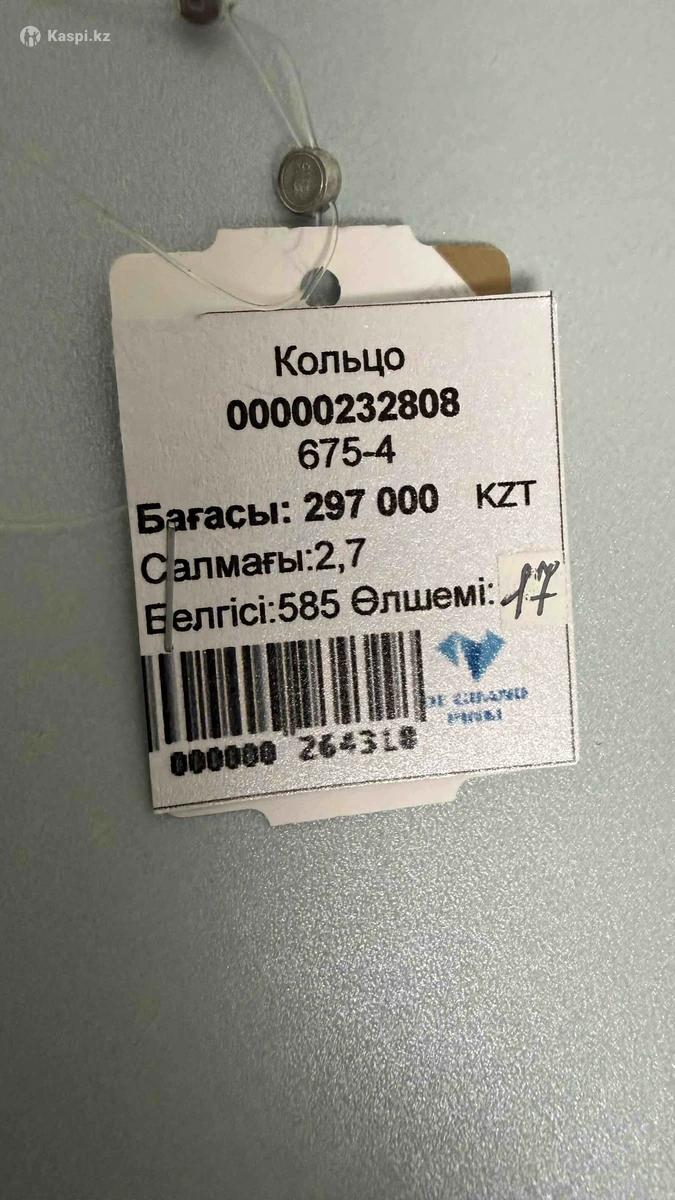 Kaspi.kz
Кольцо
00000232808
675-4
Бағасы: 297 000 KZT
Салмағы:2,7
Белгісі:585 Өлшемі: 17
000000 264318